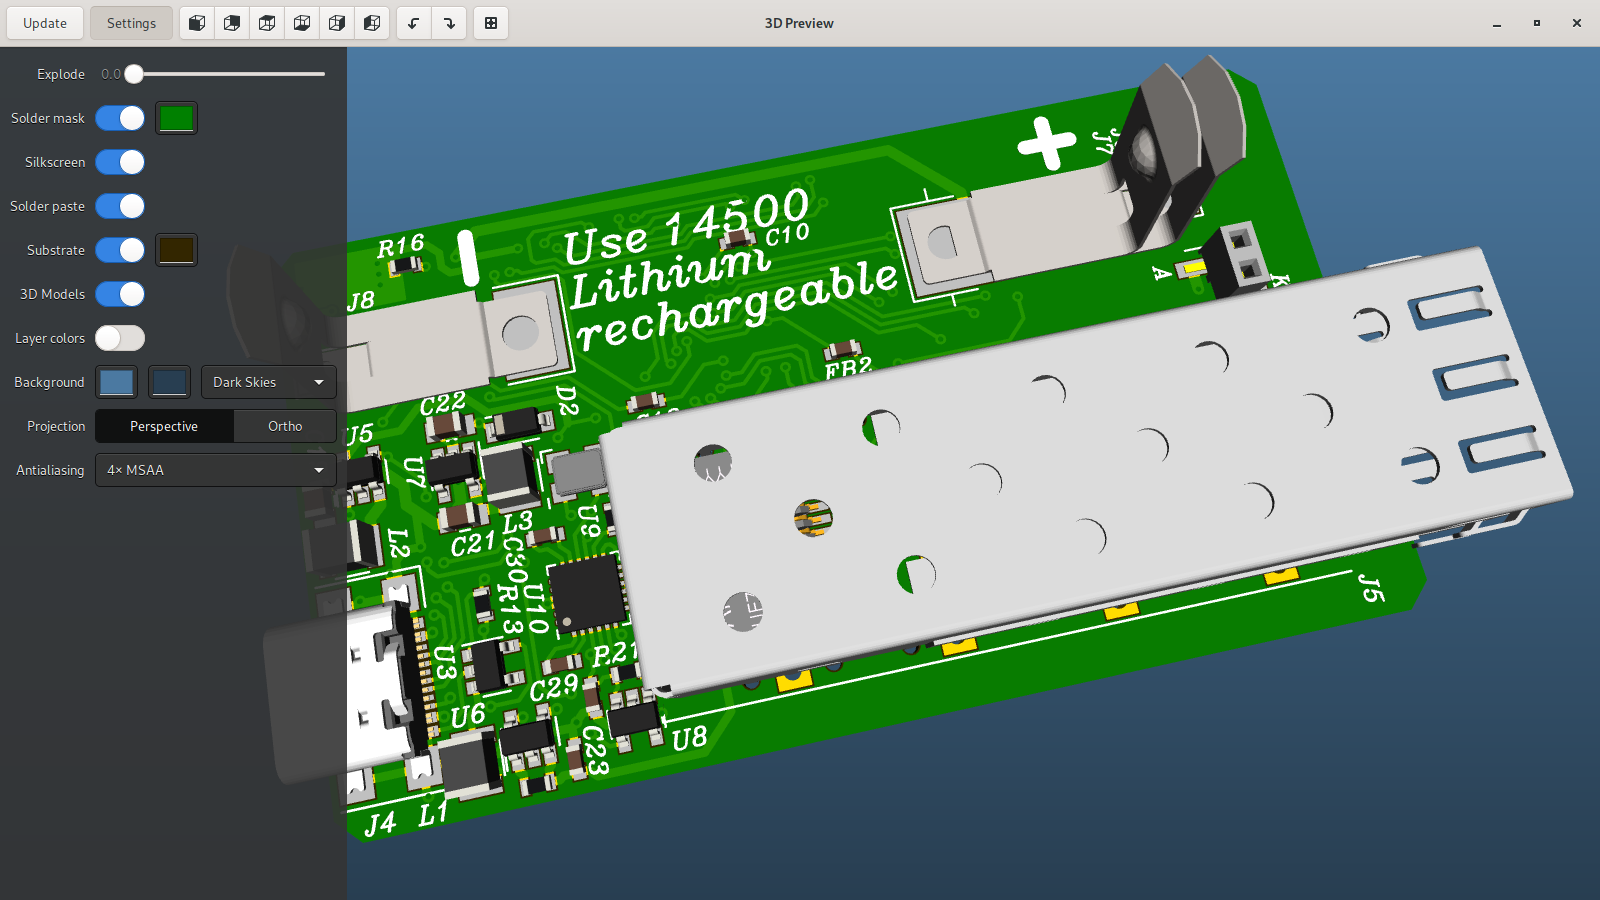 Update
Settings
3D Preview
Explode
0.0
Solder mask
Silkscreen
Solder paste
Substrate
3D Models
Layer colors
Background
Dark Skies
Projection
Perspective
Ortho
Antialiasing
4× MSAA
R16
J8
Use 14500
Lithium
rechargeable
C10
J7
A
K
FB2
D2
C22
U5
U7
L3
C21
U9
L2
C30
R13
U10
U3
R21
C29
U6
C23
U8
J5
J4
L1